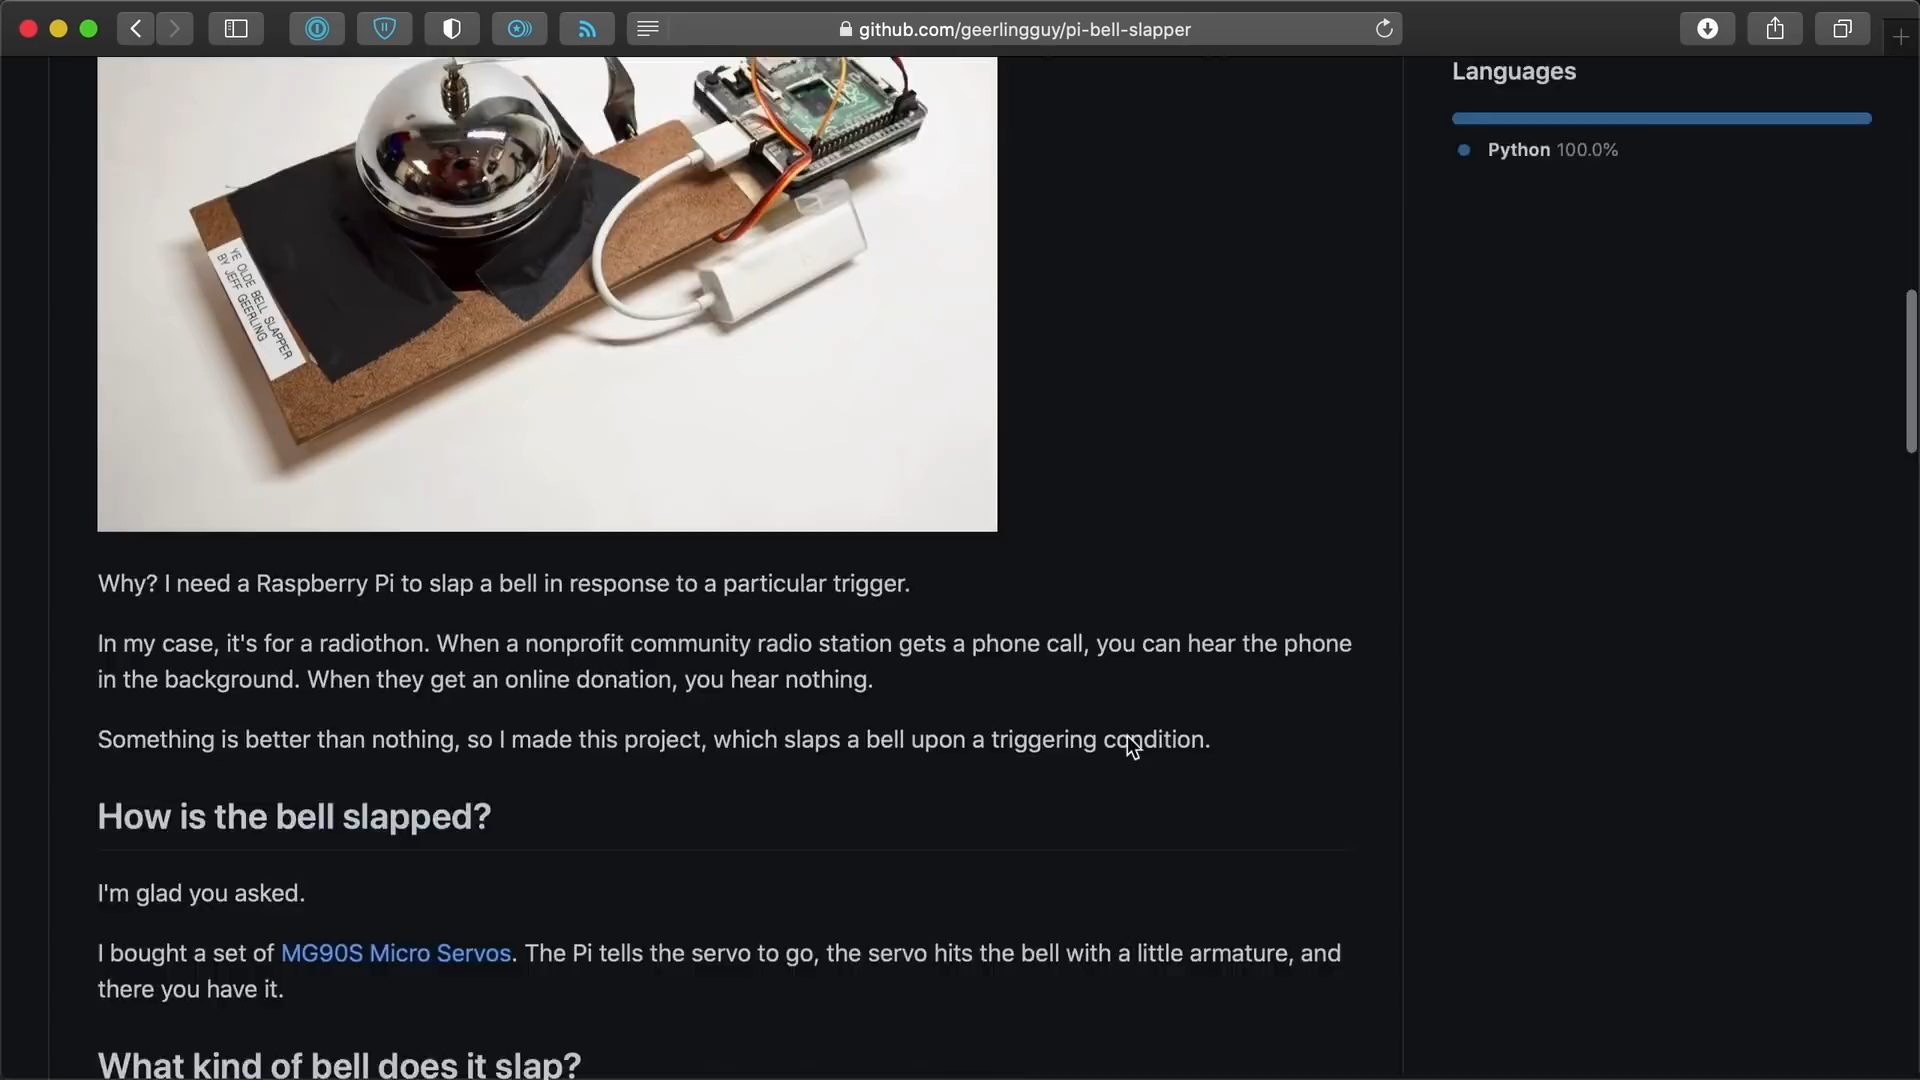 github.com/geerlingguy/pi-bell-slapper
Languages
Python 100.0%
YE OLDE BELL SLAPPER
BY JEFF GEERLING
Why? I need a Raspberry Pi to slap a bell in response to a particular trigger.
In my case, it's for a radiothon. When a nonprofit community radio station gets a phone call, you can hear the phone
in the background. When they get an online donation, you hear nothing.
Something is better than nothing, so I made this project, which slaps a bell upon a triggering condition.
How is the bell slapped?
I'm glad you asked.
I bought a set of MG90S Micro Servos. The Pi tells the servo to go, the servo hits the bell with a little armature, and
there you have it.
What kind of bell does it slap?